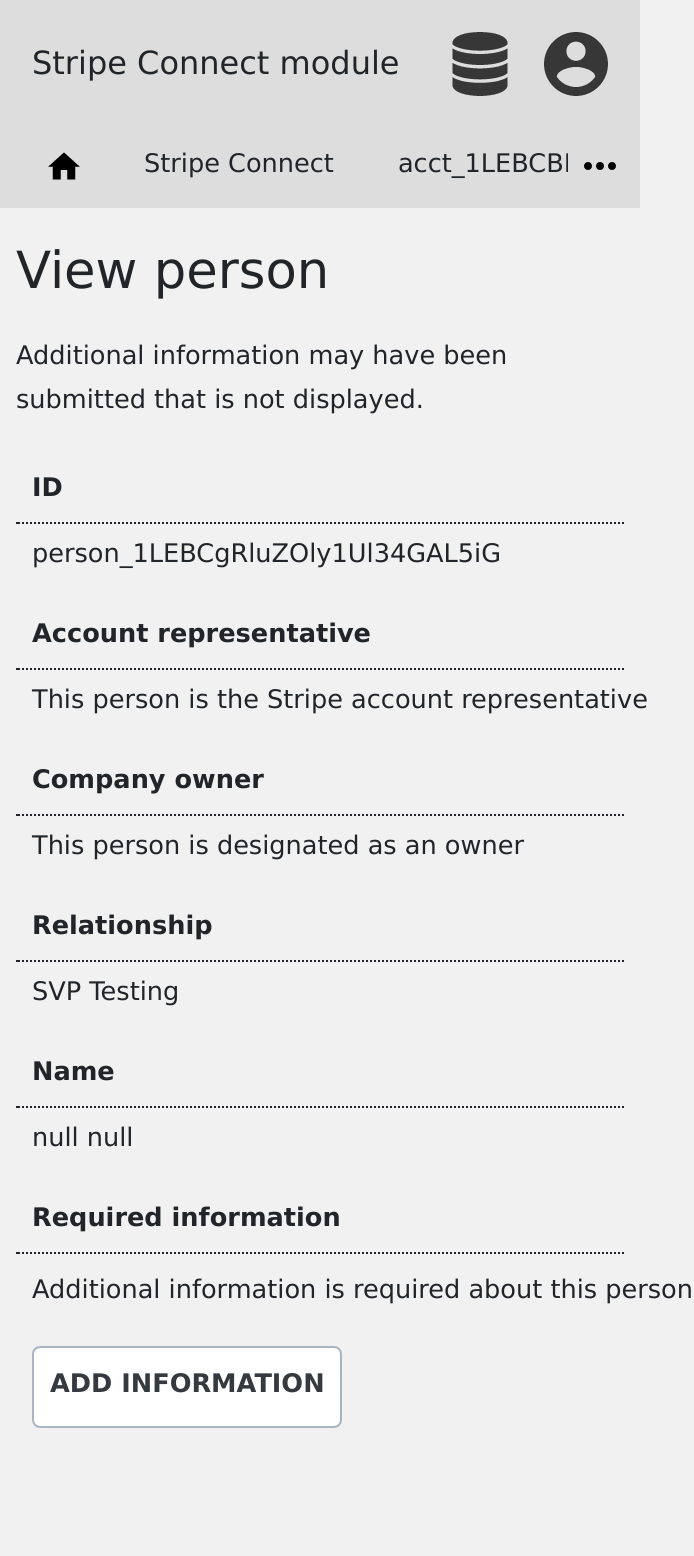 Stripe Connect module
Stripe Connect
View person
Additional information may have been
submitted that is not displayed.
ID
person_1LEBCgRluZOly1Ul34GAL5iG
Account representative
This person is the Stripe account representative
Company owner
This person is designated as an owner
Relationship
SVP Testing
Name
null null
Required information
Additional information is required about this person
ADD INFORMATION